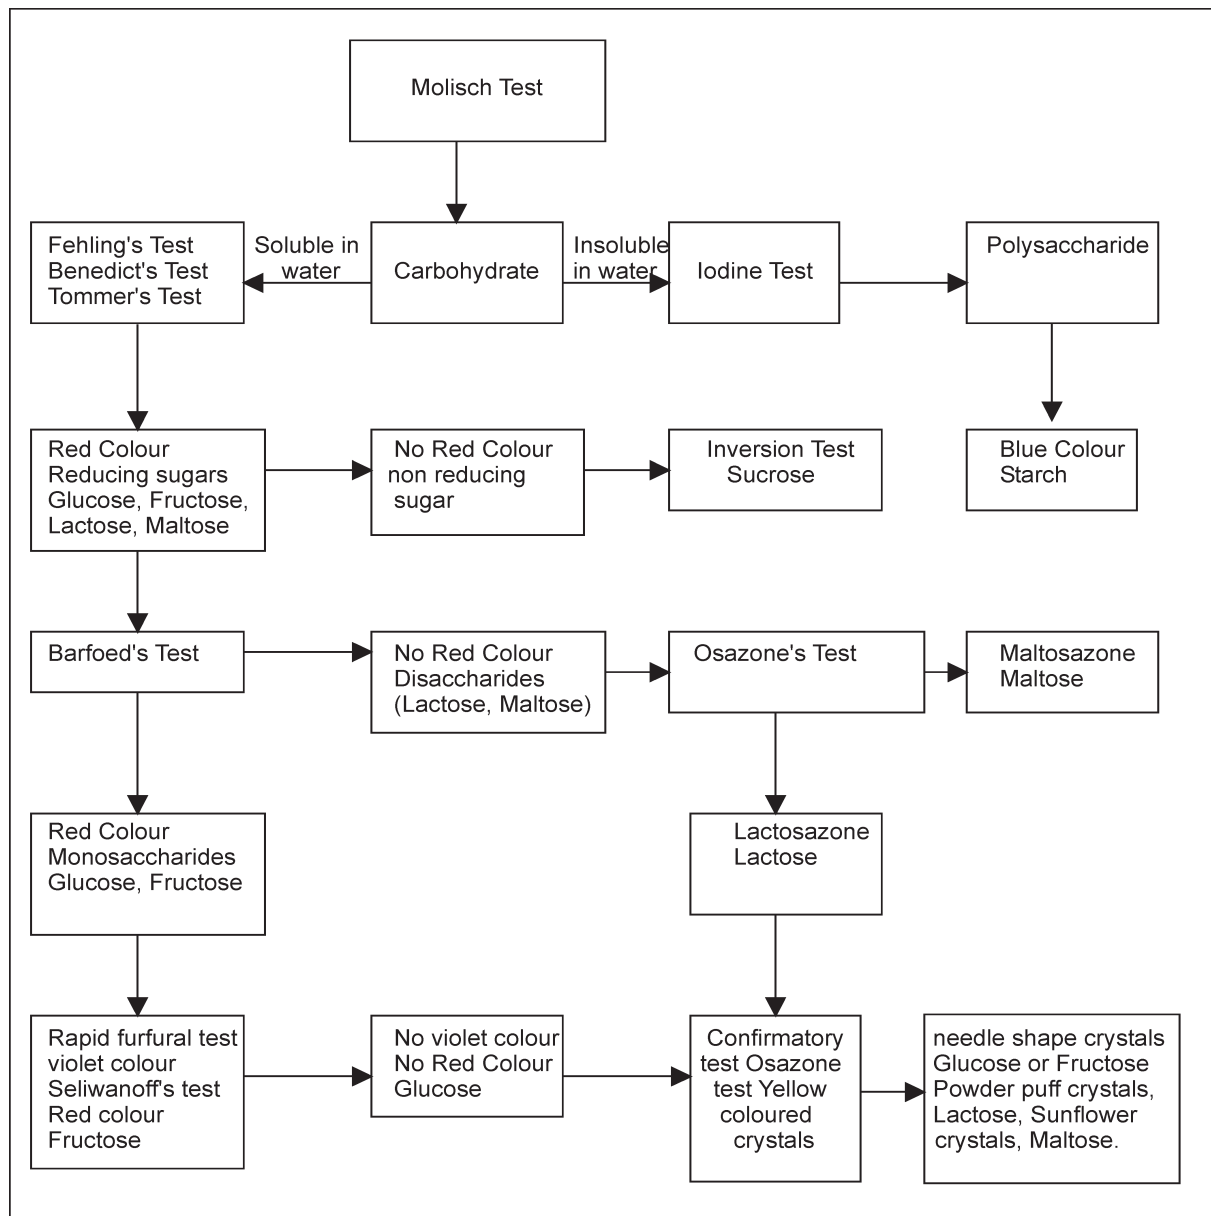 Molisch Test
Fehling's Test
Benedict's Test
Tommer's Test
Soluble in
water
Carbohydrate
Insoluble
in water
Iodine Test
Polysaccharide
Red Colour
Reducing sugars
Glucose, Fructose,
Lactose, Maltose
No Red Colour
non reducing
sugar
Inversion Test
Sucrose
Blue Colour
Starch
Barfoed's Test
No Red Colour
Disaccharides
(Lactose, Maltose)
Osazone's Test
Maltosazone
Maltose
Red Colour
Monosaccharides
Glucose, Fructose
Lactosazone
Lactose
Rapid furfural test
violet colour
Seliwanoff's test
Red colour
Fructose
No violet colour
No Red Colour
Glucose
Confirmatory
test Osazone
test Yellow
coloured
crystals
needle shape crystals
Glucose or Fructose
Powder puff crystals,
Lactose, Sunflower
crystals, Maltose.